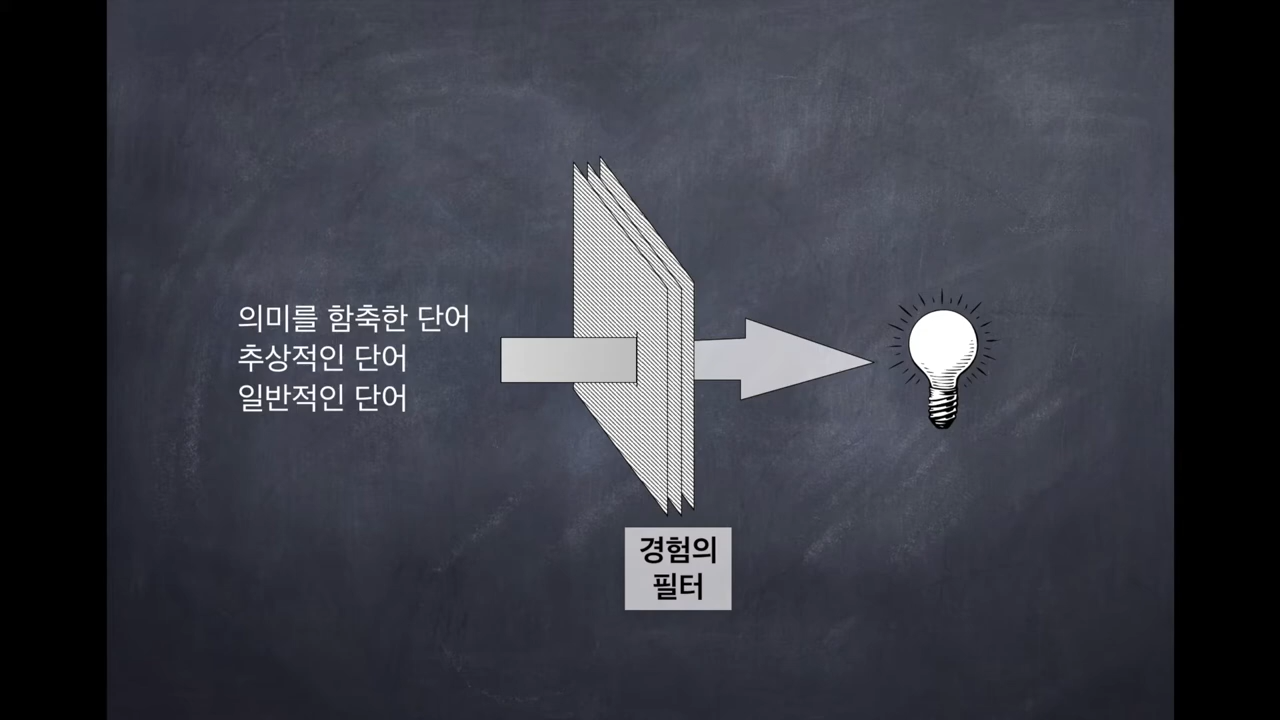 의미를 함축한 단어
추상적인 단어
일반적인 단어
경험의
필터